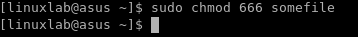 [linuxlab@asus ~]$ sudo chmod 666 somefile
[linuxlab@asus ~]$